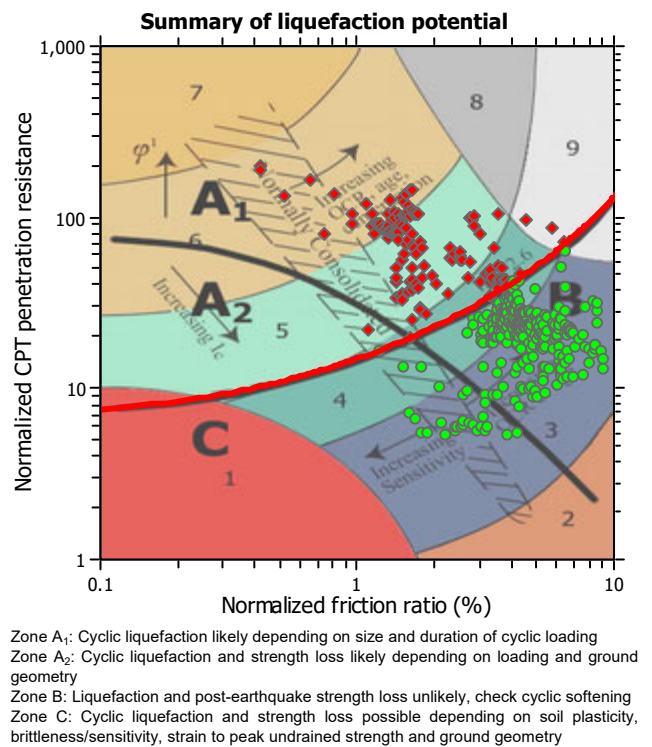 Summary of liquefaction potential
1,000
100
10
1
Normalized CPT penetration resistance
7
8
9
φ'
A1
Increasing
OCR, age,
Normally Consolidated
6
A2
Increasing Ic
5
2.6
B
4
C
1
3
Increasing
Sensitivity
2
0.1
1
10
Normalized friction ratio (%)
Zone A1: Cyclic liquefaction likely depending on size and duration of cyclic loading
Zone A2: Cyclic liquefaction and strength loss likely depending on loading and ground
geometry
Zone B: Liquefaction and post-earthquake strength loss unlikely, check cyclic softening
Zone C: Cyclic liquefaction and strength loss possible depending on soil plasticity,
brittleness/sensitivity, strain to peak undrained strength and ground geometry